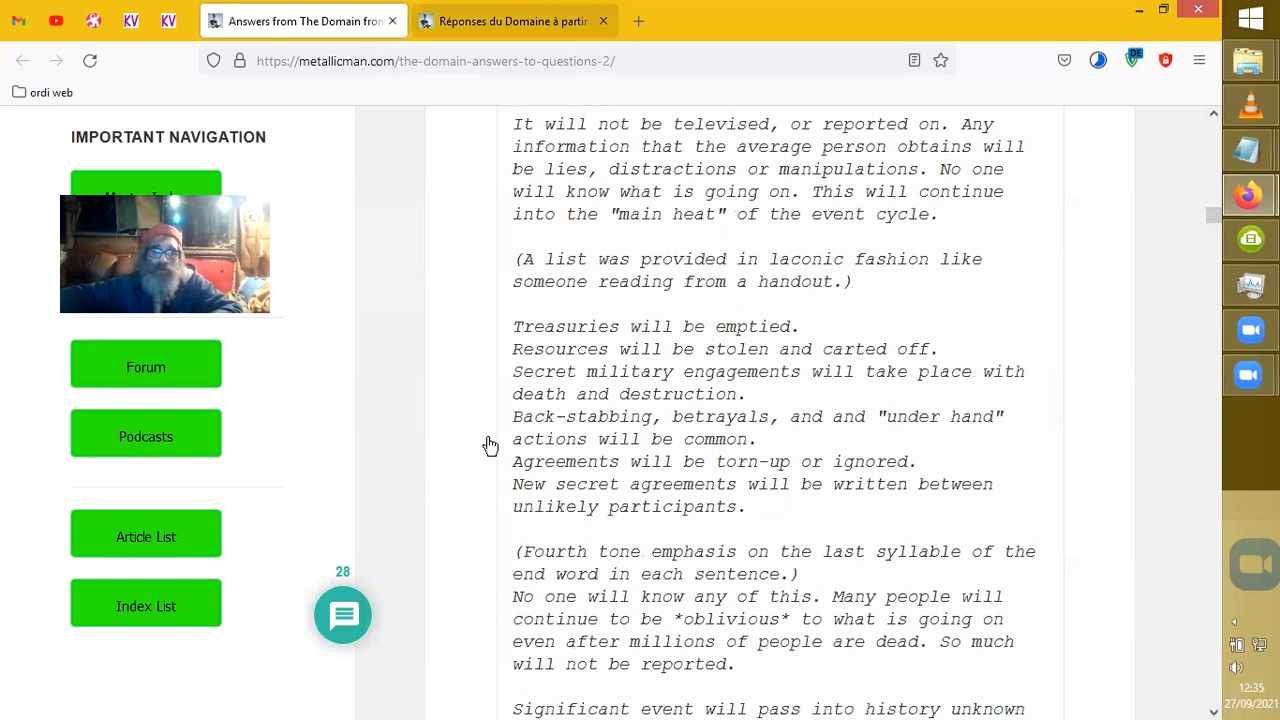 Answers from The Domain fron
Réponses du Domaine à partir
https://metallicman.com/the-domain-answers-to-questions-2/
ordi web
IMPORTANT NAVIGATION
Forum
Podcasts
Article List
Index List
28
It will not be televised, or reported on. Any
information that the average person obtains will
be lies, distractions or manipulations. No one
will know what is going on. This will continue
into the "main heat" of the event cycle.
(A list was provided in laconic fashion like
someone reading from a handout.)
Treasuries will be emptied.
Resources will be stolen and carted off.
Secret military engagements will take place with
death and destruction.
Back-stabbing, betrayals, and and "under hand"
actions will be common.
Agreements will be torn-up or ignored.
New secret agreements will be written between
unlikely participants.
(Fourth tone emphasis on the last syllable of the
end word in each sentence.)
No one will know any of this. Many people will
continue to be *oblivious* to what is going on
even after millions of people are dead. So much
will not be reported.
Significant event will pass into history unknown
KV
KV
DE
12:35
27/09/2021